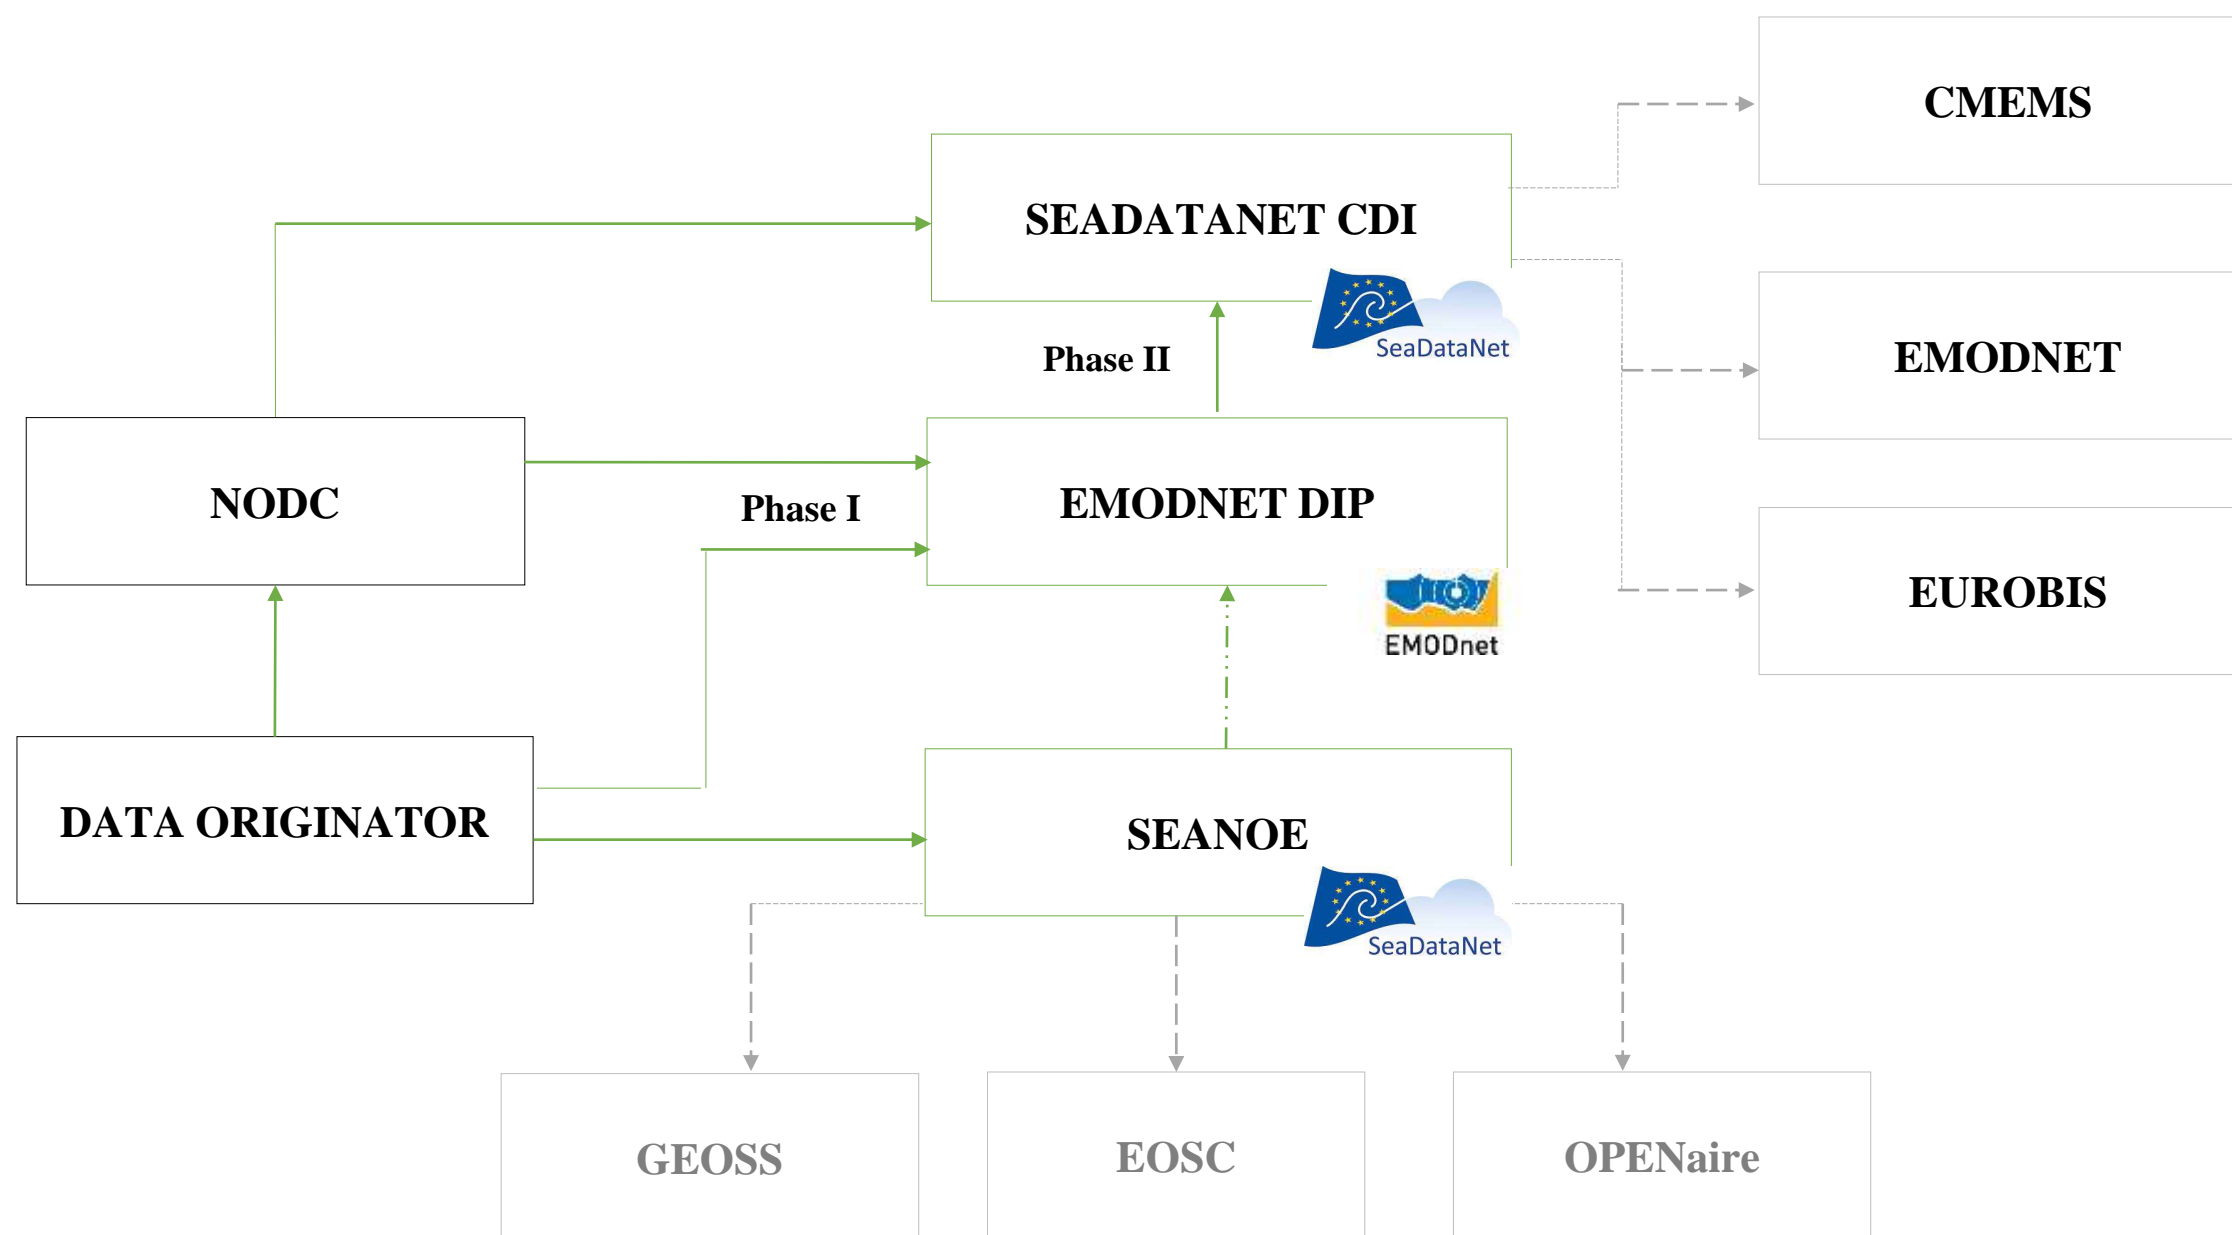 CMEMS
SEADATANET CDI
SeaDataNet
Phase II
EMODNET
NODC
Phase I
EMODNET DIP
EMODnet
EUROBIS
DATA ORIGINATOR
SEANOE
SeaDataNet
GEOSS
EOSC
OPENaire